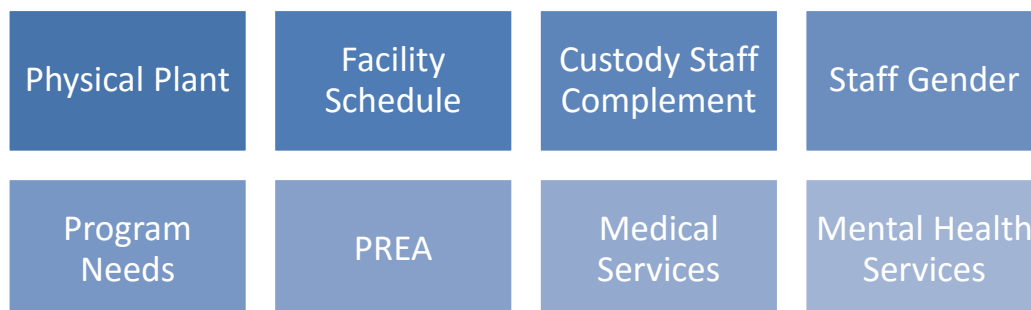 Physical Plant
Facility
Schedule
Custody Staff
Complement
Staff Gender
Program
Needs
PREA
Medical
Services
Mental Health
Services